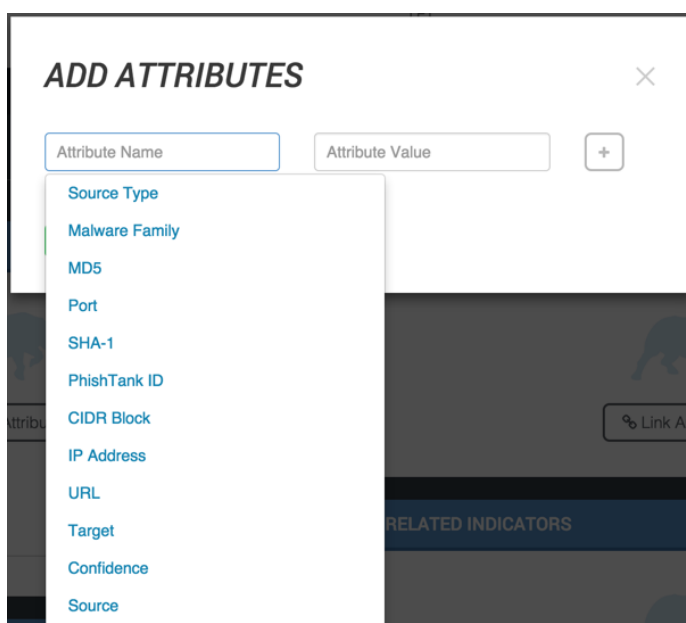 ADD ATTRIBUTES
Attribute Name
Attribute Value
Source Type
Malware Family
MD5
Port
SHA-1
PhishTank ID
CIDR Block
IP Address
URL
Target
Confidence
Source
Link A
RELATED INDICATORS